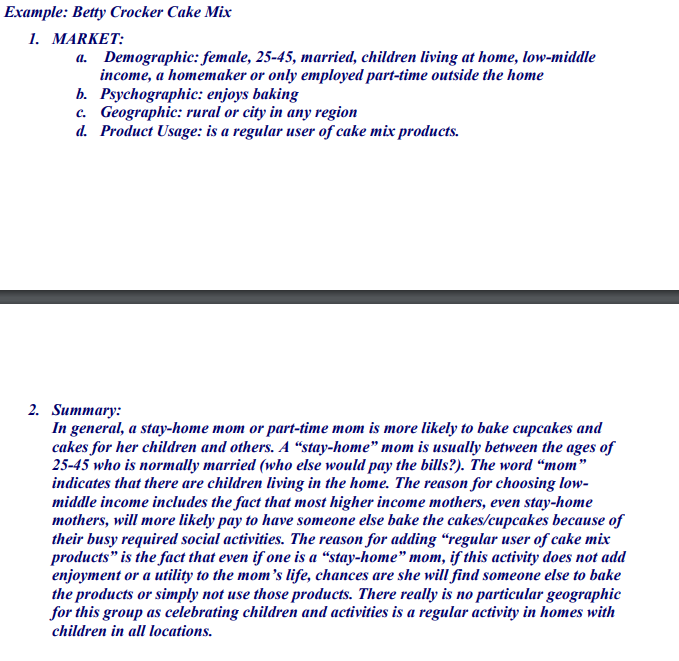 Example: Betty Crocker Cake Mix
1. MARKET:
a. Demographic: female, 25-45, married, children living at home, low-middle
income, a homemaker or only employed part-time outside the home
b. Psychographic: enjoys baking
c. Geographic: rural or city in any region
d. Product Usage: is a regular user of cake mix products.
2. Summary:
In general, a stay-home mom or part-time mom is more likely to bake cupcakes and
cakes for her children and others. A “stay-home” mom is usually between the ages of
25-45 who is normally married (who else would pay the bills?). The word “mom”
indicates that there are children living in the home. The reason for choosing low-
middle income includes the fact that most higher income mothers, even stay-home
mothers, will more likely pay to have someone else bake the cakes/cupcakes because of
their busy required social activities. The reason for adding “regular user of cake mix
products” is the fact that even if one is a “stay-home” mom, if this activity does not add
enjoyment or a utility to the mom’s life, chances are she will find someone else to bake
the products or simply not use those products. There really is no particular geographic
for this group as celebrating children and activities is a regular activity in homes with
children in all locations.